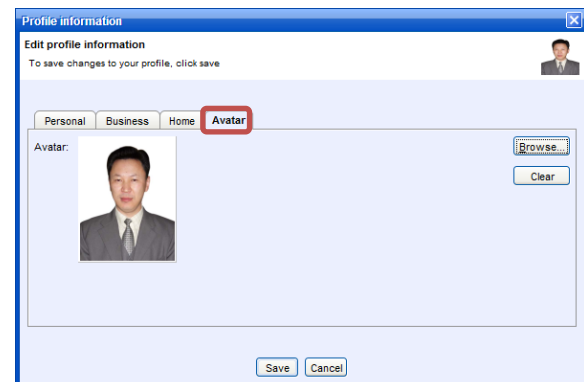 Profile information
Edit profile information
To save changes to your profile, click save
Personal Business Home Avatar
Avatar:
Browse...
Clear
Save Cancel